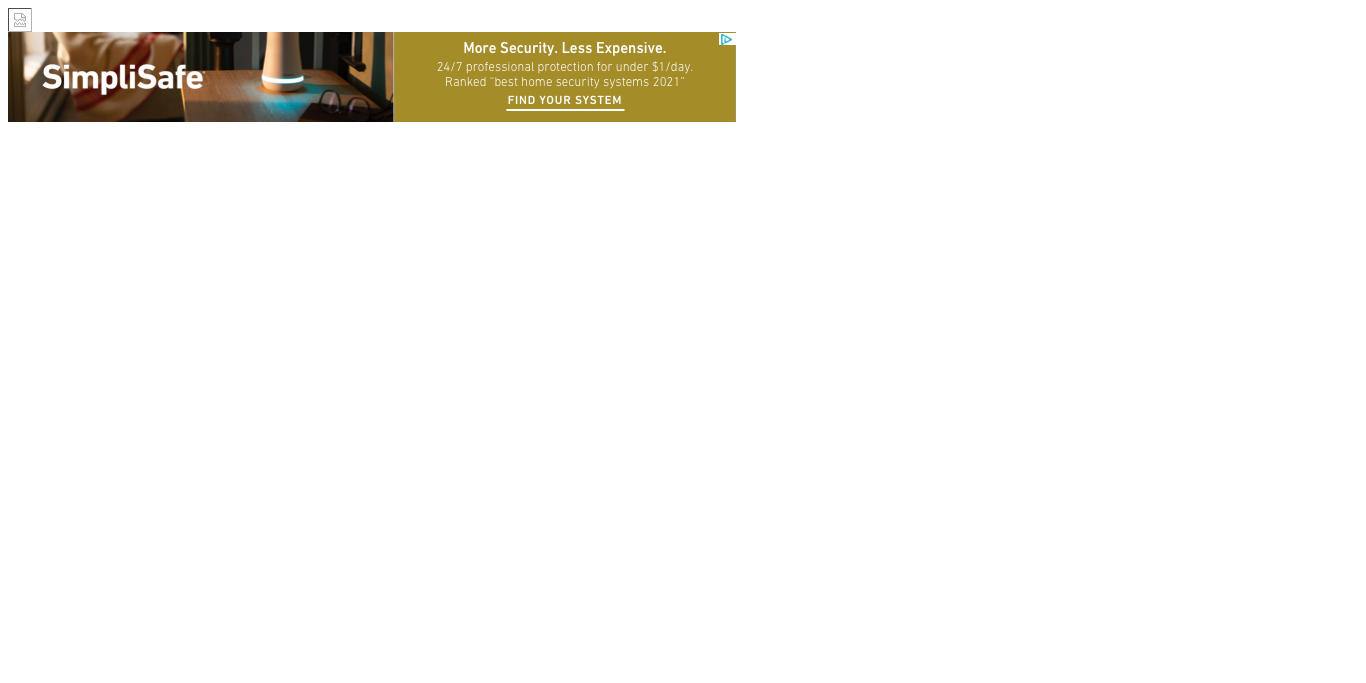 SimpliSafe
More Security. Less Expensive.
24/7 professional protection for under $1/day.
Ranked "best home security systems 2021"
FIND YOUR SYSTEM